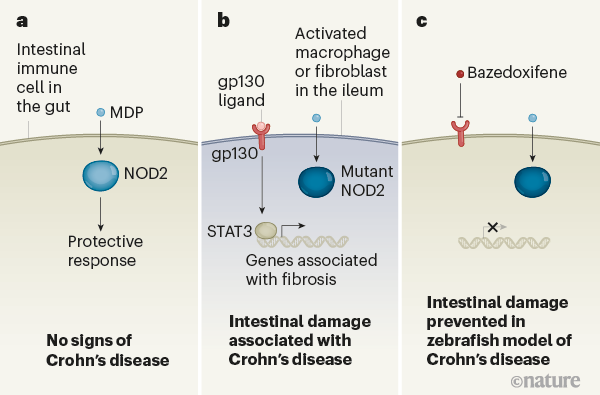 a
Intestinal
immune
cell in
the gut
MDP
NOD2
Protective
response
No signs of
Crohn’s disease
b
Activated
macrophage
or fibroblast
in the ileum
gp130
ligand
gp130
Mutant
NOD2
STAT3
Genes associated
with fibrosis
Intestinal damage
associated with
Crohn’s disease
c
Bazedoxifene
Intestinal damage
prevented in
zebrafish model of
Crohn’s disease
©nature